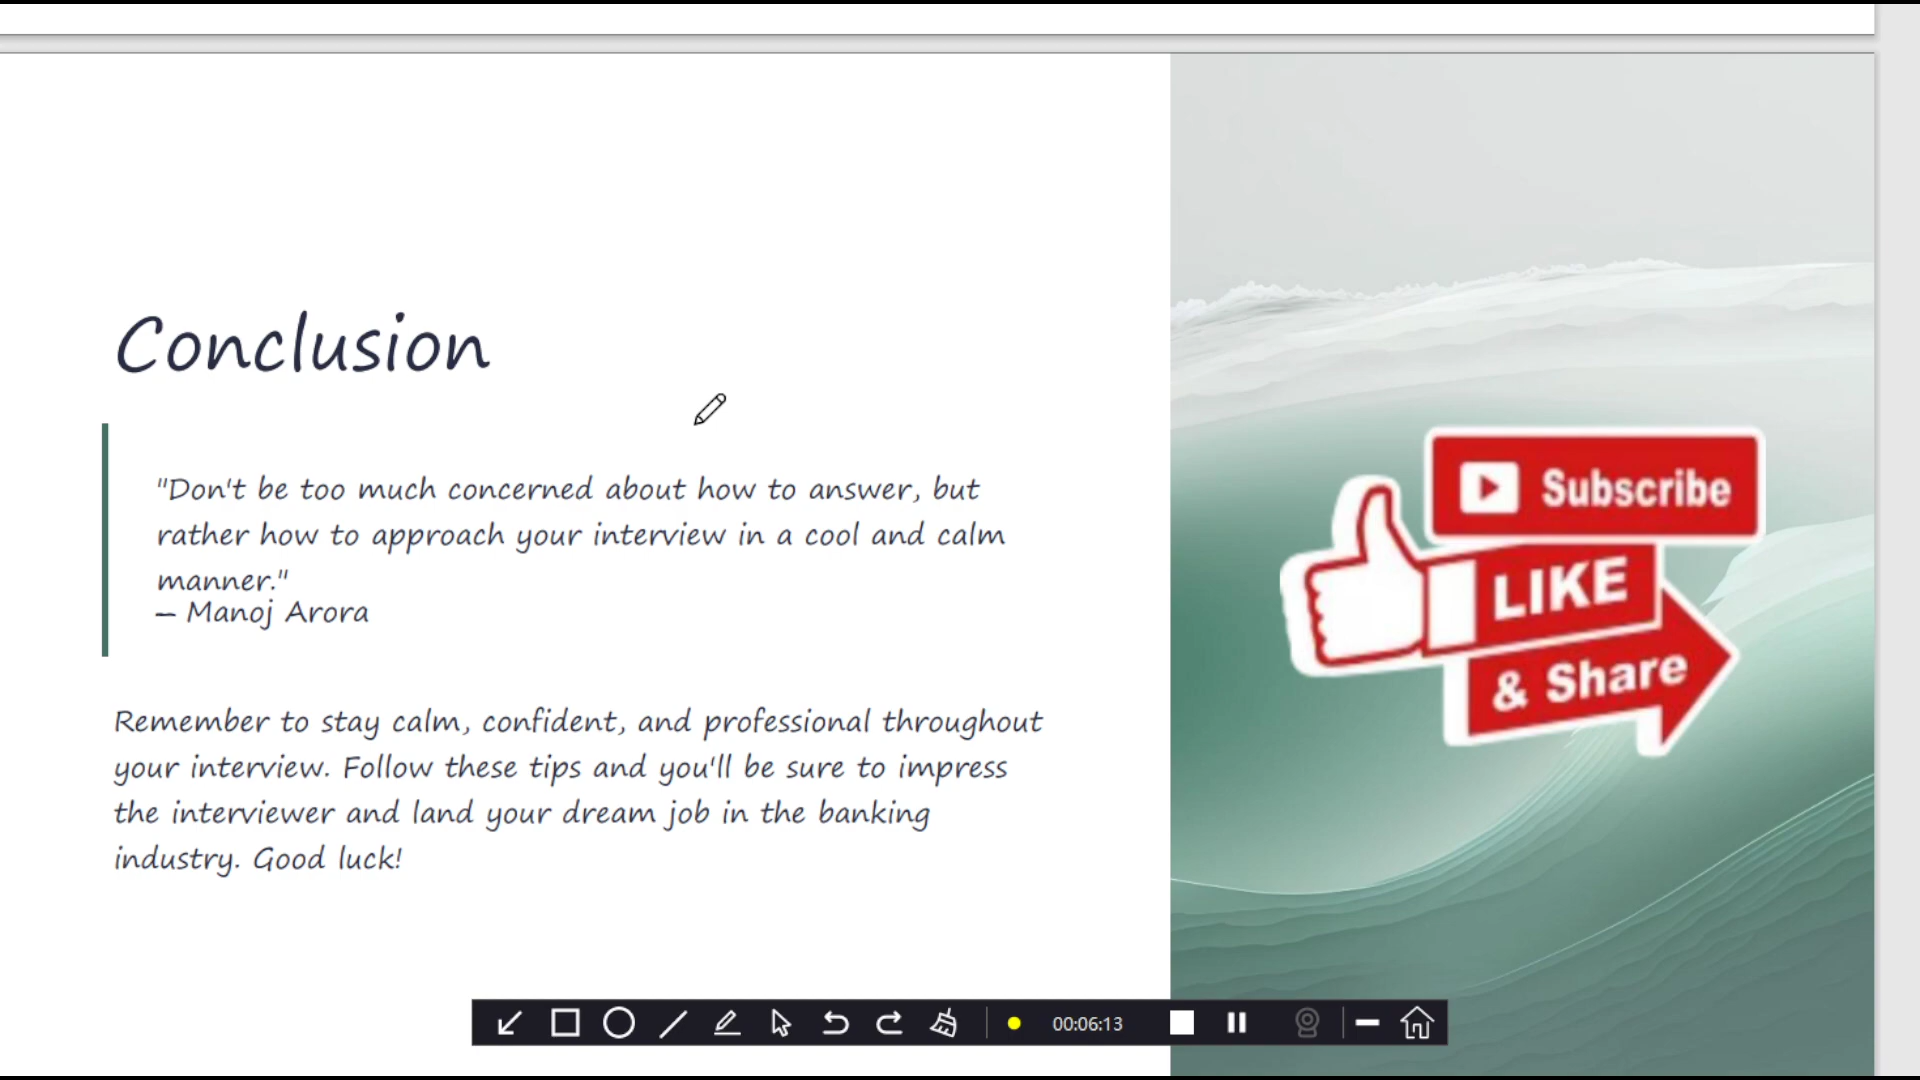 Conclusion
"Don't be too much concerned about how to answer, but
rather how to approach your interview in a cool and calm
manner."
– Manoj Arora
Remember to stay calm, confident, and professional throughout
your interview. Follow these tips and you'll be sure to impress
the interviewer and land your dream job in the banking
industry. Good luck!
Subscribe
LIKE
& Share
00:06:13